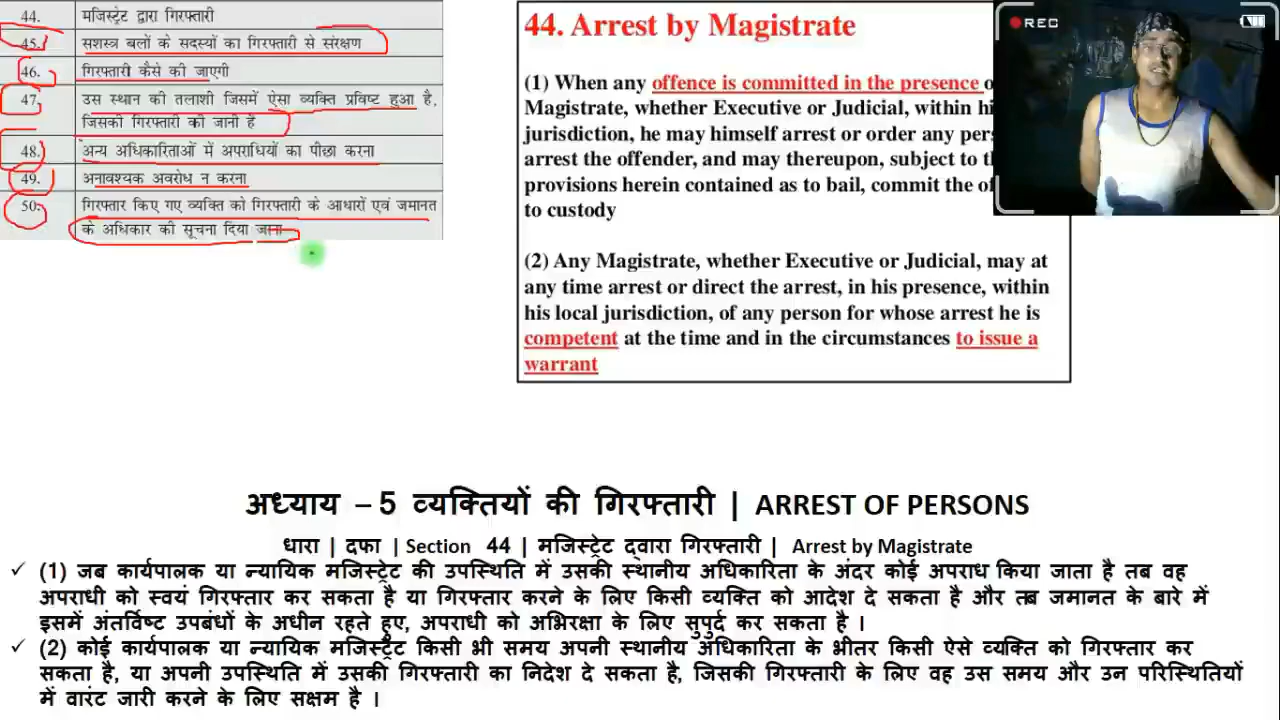 44. मजिस्ट्रेट द्वारा गिरफ्तारी
45. सशस्त्र बलों के सदस्यों का गिरफ्तारी से संरक्षण
46. गिरफ्तारी कैसे की जाएगी
47. उस स्थान की तलाशी जिसमें ऐसा व्यक्ति प्रविष्ट हुआ है,
जिसकी गिरफ्तारी की जानी है
48. अन्य अधिकारिताओं में अपराधियों का पीछा करना
49. अनावश्यक अवरोध न करना
50. गिरफ्तार किए गए व्यक्ति को गिरफ्तारी के आधारों एवं जमानत
के अधिकार की सूचना दिया जाना
44. Arrest by Magistrate
(1) When any offence is committed in the presence
Magistrate, whether Executive or Judicial, within
jurisdiction, he may himself arrest or order any
arrest the offender, and may thereupon, subject to
provisions herein contained as to bail, commit the
to custody
(2) Any Magistrate, whether Executive or Judicial, may at
any time arrest or direct the arrest, in his presence, within
his local jurisdiction, of any person for whose arrest he is
competent at the time and in the circumstances to issue a
warrant
REC
अध्याय – 5 व्यक्तियों की गिरफ्तारी | ARREST OF PERSONS
धारा | दफा | Section 44 | मजिस्ट्रेट द्वारा गिरफ्तारी | Arrest by Magistrate
✓ (1) जब कार्यपालक या न्यायिक मजिस्ट्रेट की उपस्थिति में उसकी स्थानीय अधिकारिता के अंदर कोई अपराध किया जाता है तब वह
अपराधी को स्वयं गिरफ्तार कर सकता है या गिरफ्तार करने के लिए किसी व्यक्ति को आदेश दे सकता है और तब जमानत के बारे में
इसमें अंतर्विष्ट उपबंधों के अधीन रहते हुए, अपराधी को अभिरक्षा के लिए सुपुर्द कर सकता है ।
✓ (2) कोई कार्यपालक या न्यायिक मजिस्ट्रेट किसी भी समय अपनी स्थानीय अधिकारिता के भीतर किसी ऐसे व्यक्ति को गिरफ्तार कर
सकता है, या अपनी उपस्थिति में उसकी गिरफ्तारी का निदेश दे सकता है, जिसकी गिरफ्तारी के लिए वह उस समय और उन परिस्थितियों
में वारंट जारी करने के लिए सक्षम है ।